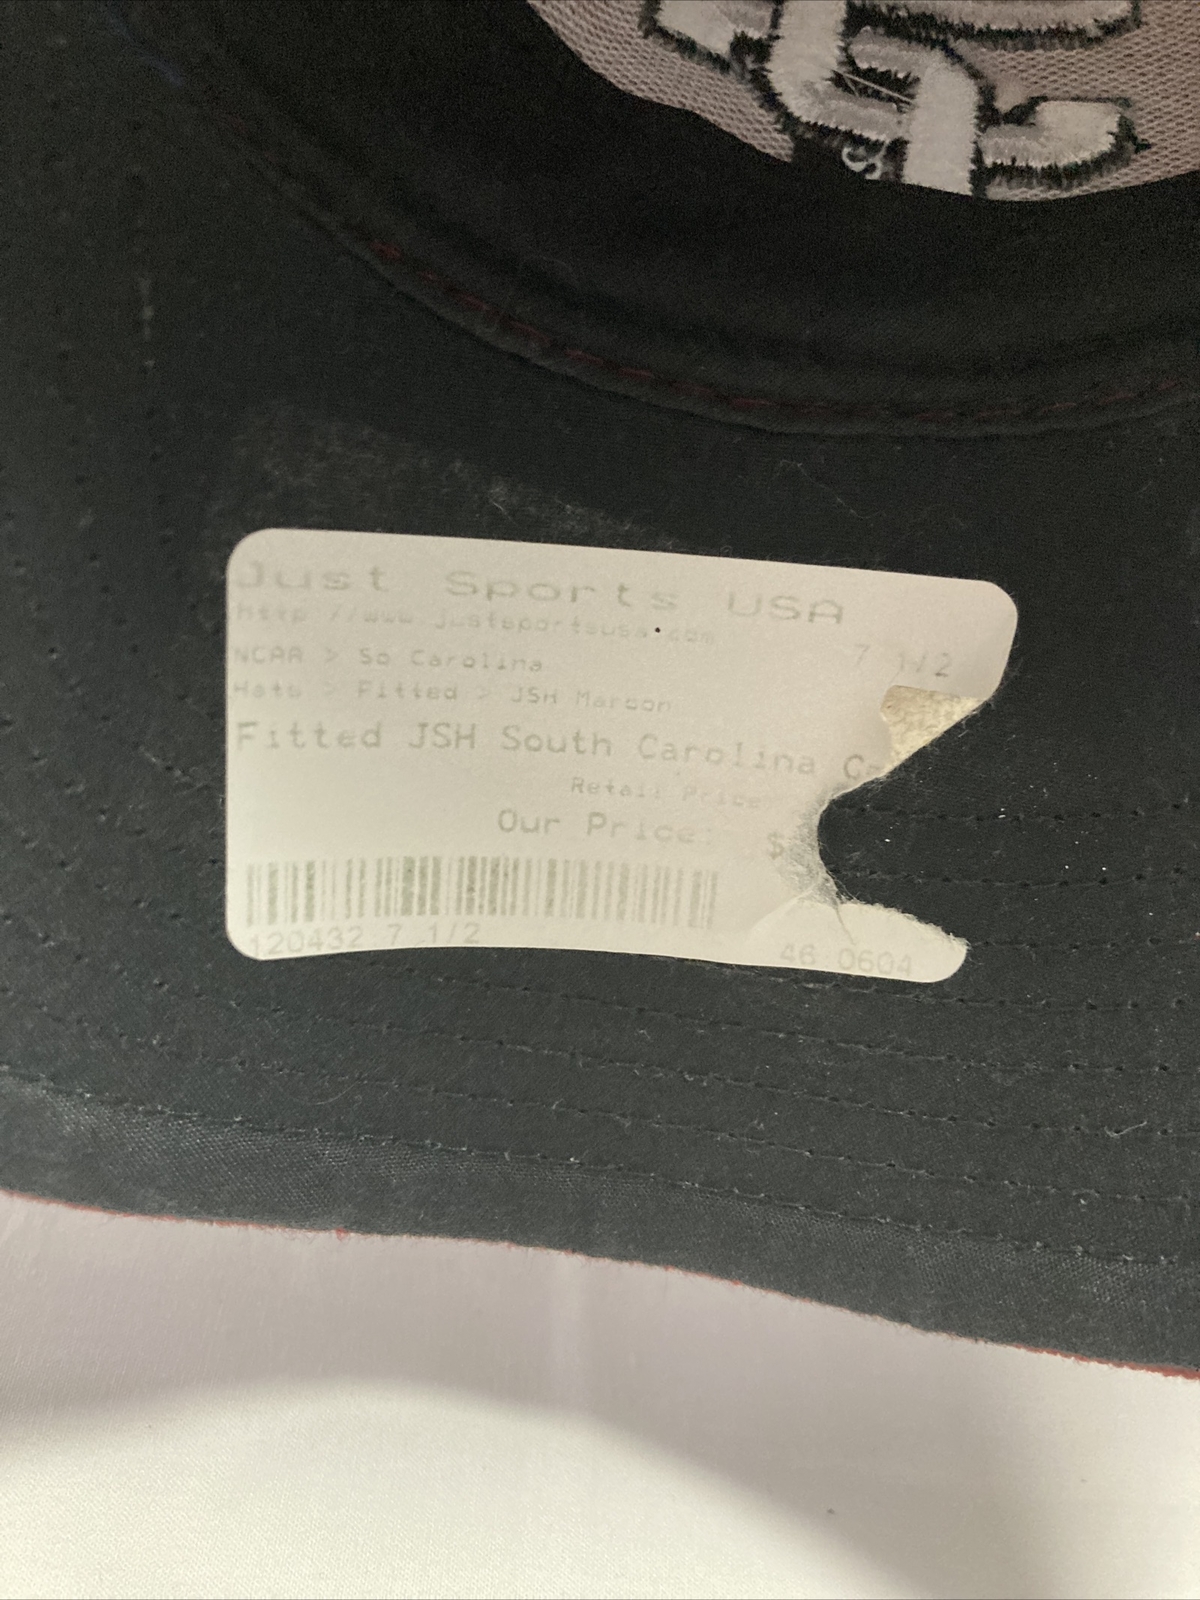 Just Sports USA
http://www.justsportsusa.com
NCAA > So Carolina 7 1/2
Hats > Fitted > JSH Maroon
Fitted JSH South Carolina C-
Retail Price
Our Price: $
120432 7 1/2 46 0604